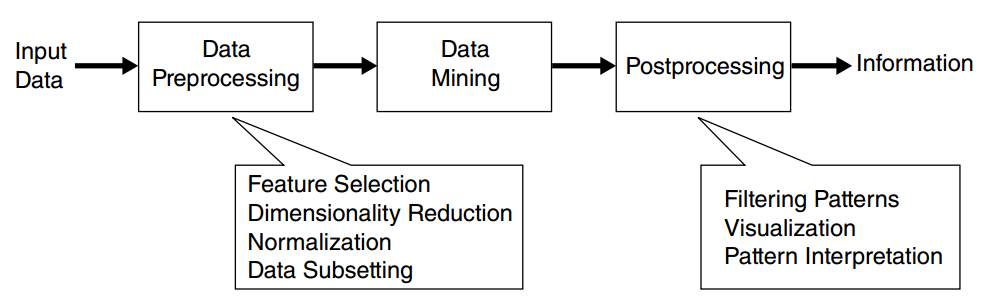 Input
Data
Data
Preprocessing
Data
Mining
Postprocessing
Information
Feature Selection
Dimensionality Reduction
Normalization
Data Subsetting
Filtering Patterns
Visualization
Pattern Interpretation